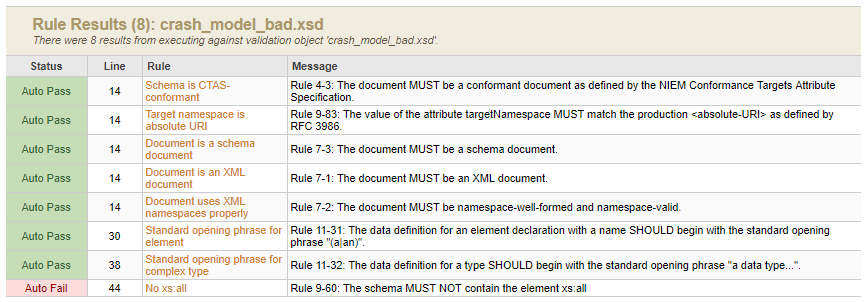 Rule Results (8): crash_model_bad.xsd
There were 8 results from executing against validation object 'crash_model_bad.xsd'.
Status Line Rule Message
Auto Pass 14 Schema is CTAS-conformant Rule 4-3: The document MUST be a conformant document as defined by the NIEM Conformance Targets Attribute Specification.
Auto Pass 14 Target namespace is absolute URI Rule 9-83: The value of the attribute targetNamespace MUST match the production <absolute-URI> as defined by RFC 3986.
Auto Pass 14 Document is a schema document Rule 7-3: The document MUST be a schema document.
Auto Pass 14 Document is an XML document Rule 7-1: The document MUST be an XML document.
Auto Pass 14 Document uses XML namespaces properly Rule 7-2: The document MUST be namespace-well-formed and namespace-valid.
Auto Pass 30 Standard opening phrase for element Rule 11-31: The data definition for an element declaration with a name SHOULD begin with the standard opening phrase "(a|an)".
Auto Pass 38 Standard opening phrase for complex type Rule 11-32: The data definition for a type SHOULD begin with the standard opening phrase "a data type...".
Auto Fail 44 No xs:all Rule 9-60: The schema MUST NOT contain the element xs:all